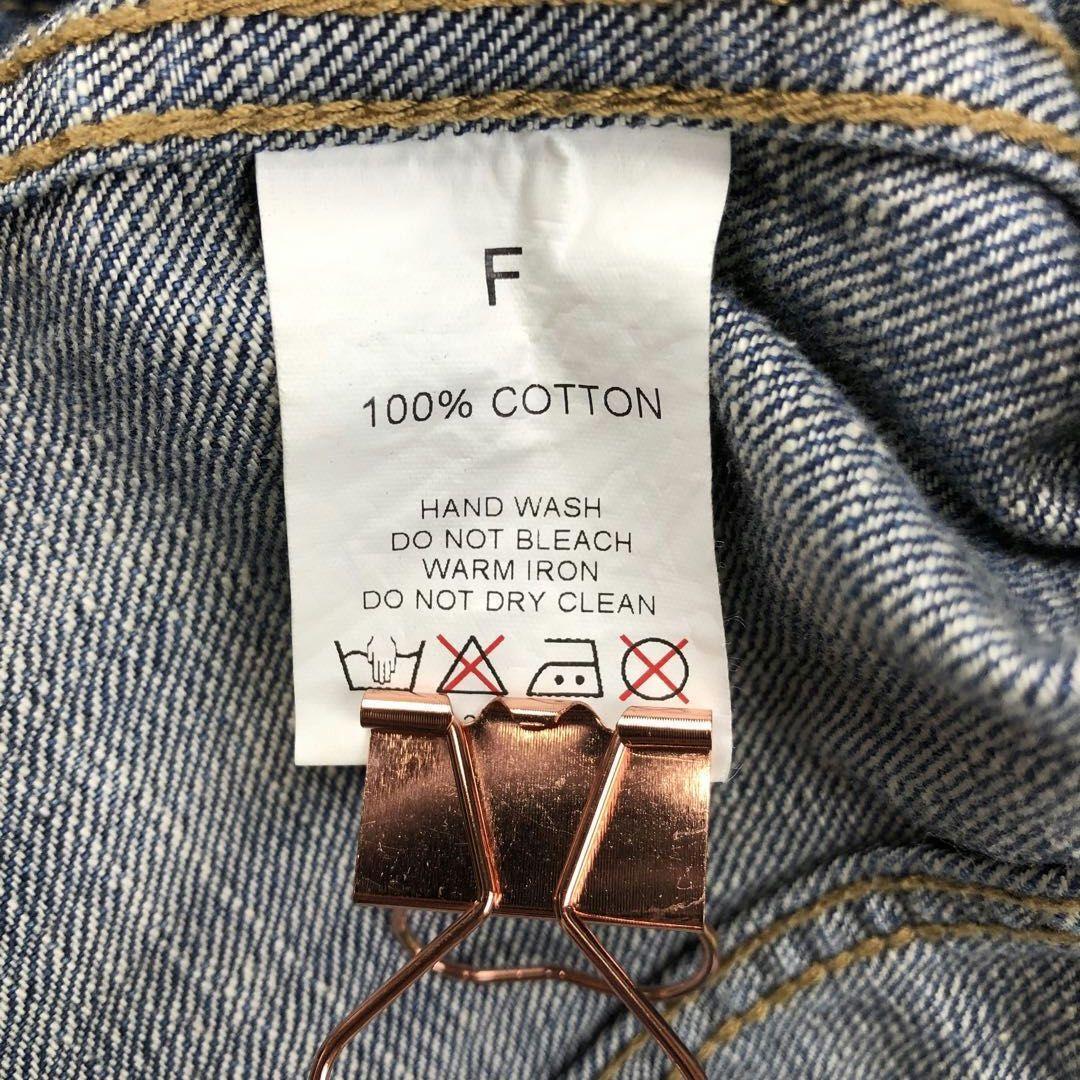 F
100% COTTON
HAND WASH
DO NOT BLEACH
WARM IRON
DO NOT DRY CLEAN